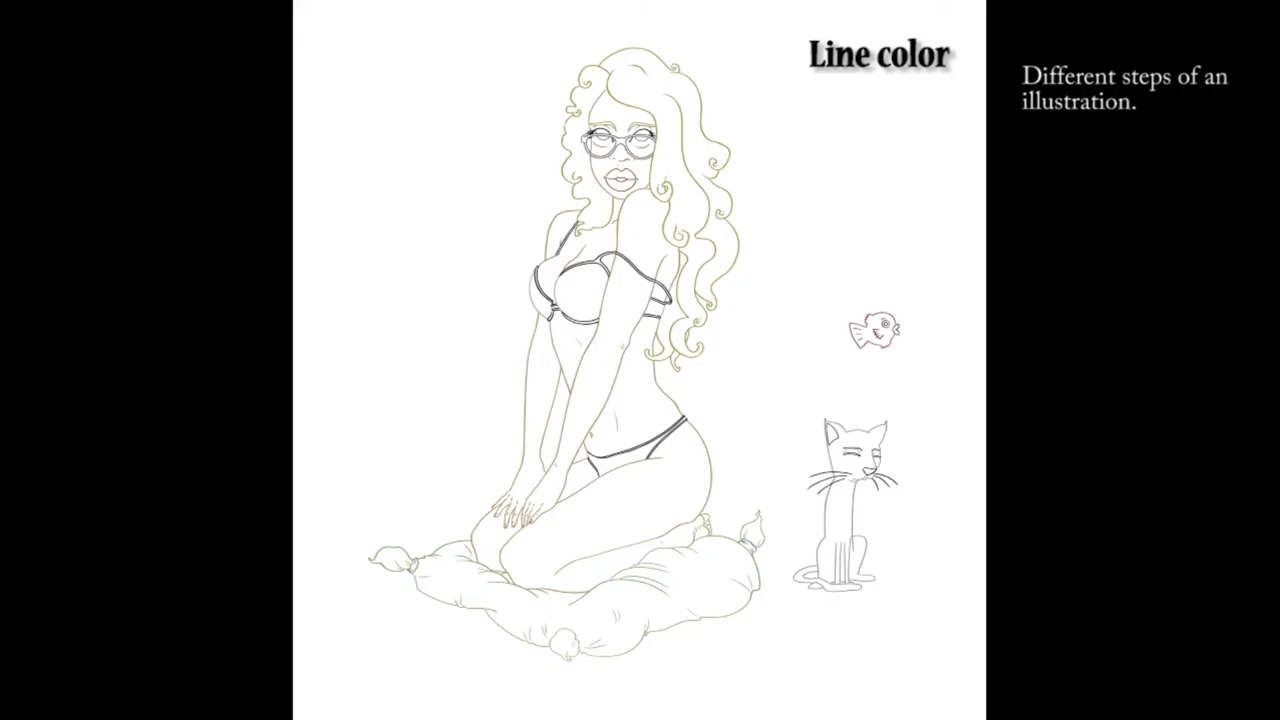 Line color
Different steps of an
illustration.